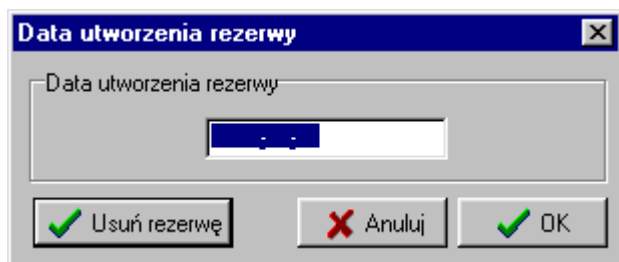 Data utworzenia rezerwy
Data utworzenia rezerwy
- -
Usuń rezerwę
Anuluj
OK